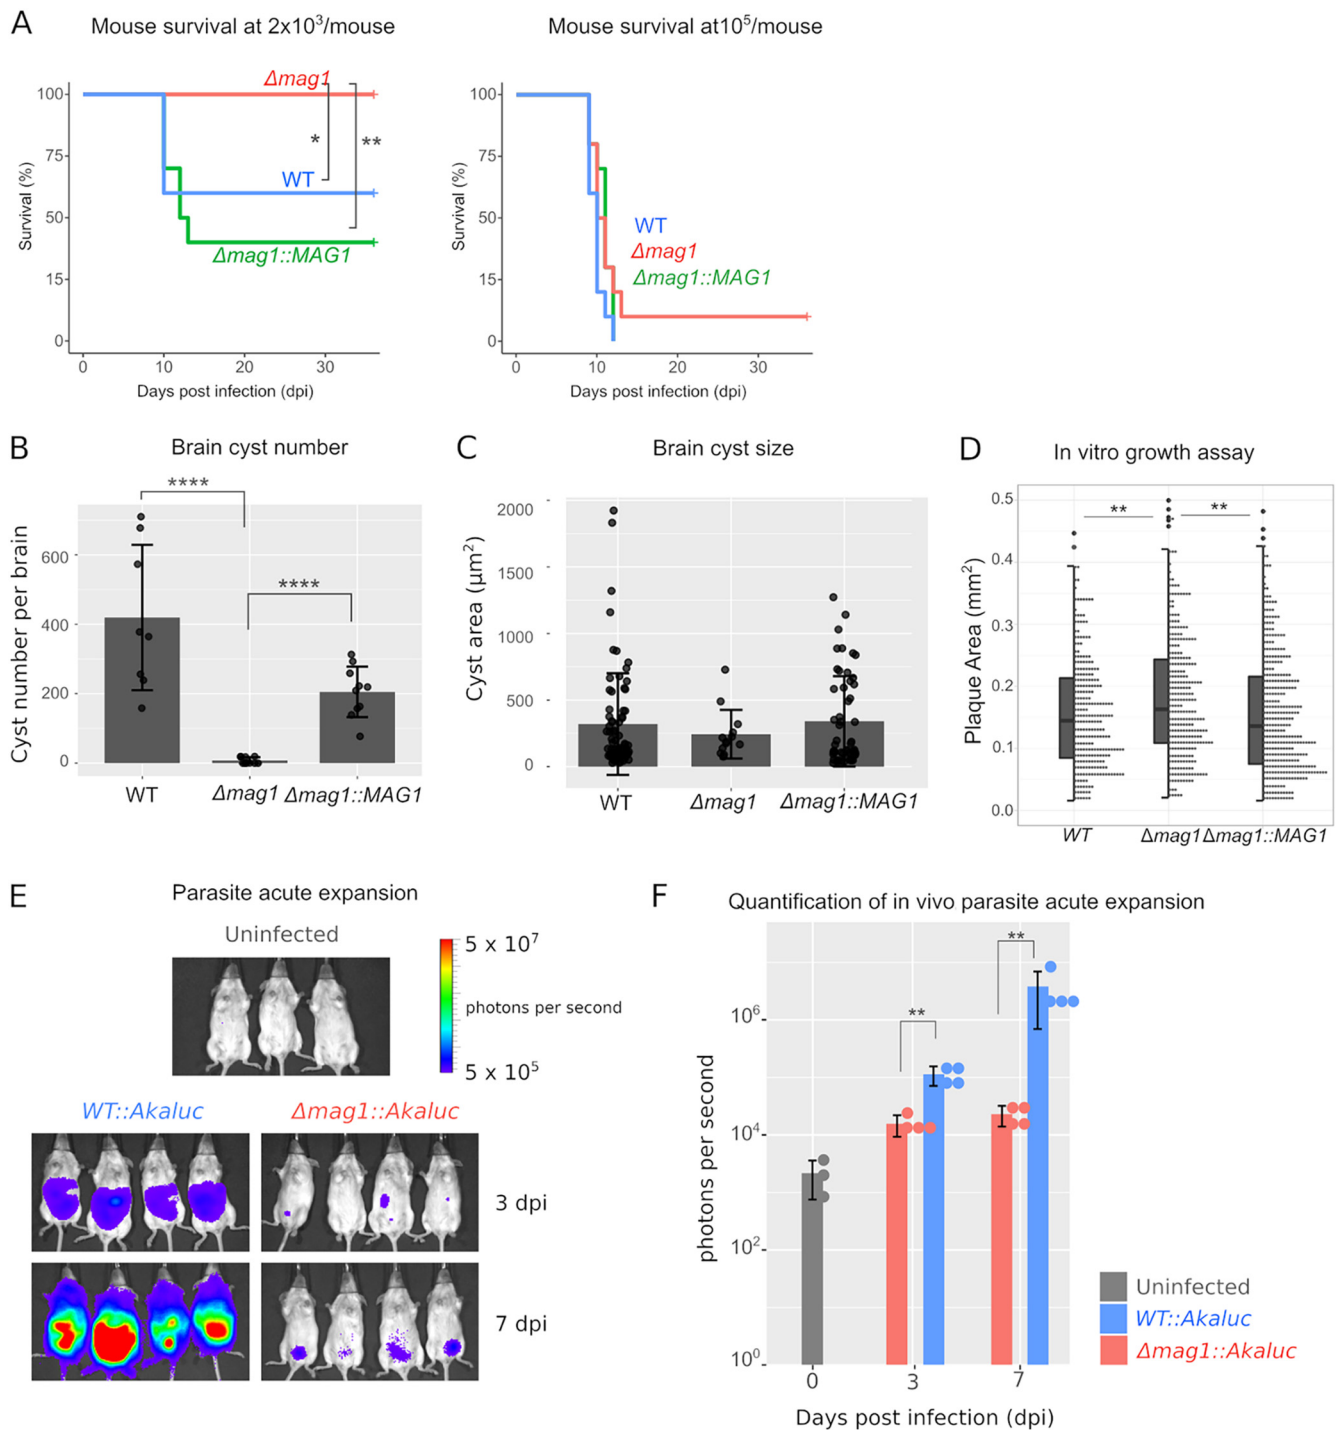 A
Mouse survival at 2x10³/mouse
Mouse survival at10⁵/mouse
Δmag1
100
75
50
15
0
*
**
WT
Δmag1::MAG1
Survival (%)
0 10 20 30
Days post infection (dpi)
100
75
50
15
0
WT
Δmag1
Δmag1::MAG1
Survival (%)
0 10 20 30
Days post infection (dpi)
B
Brain cyst number
****
****
600
400
200
0
Cyst number per brain
WT Δmag1 Δmag1::MAG1
C
Brain cyst size
2000
1500
1000
500
0
Cyst area (µm²)
WT Δmag1 Δmag1::MAG1
D
In vitro growth assay
0.5
0.4
0.3
0.2
0.1
0.0
** **
Plaque Area (mm²)
WT Δmag1 Δmag1::MAG1
E
Parasite acute expansion
Uninfected
5 x 10⁷
photons per second
5 x 10⁵
WT::Akaluc Δmag1::Akaluc
3 dpi
7 dpi
F
Quantification of in vivo parasite acute expansion
**
**
10⁶
10⁴
10²
10⁰
photons per second
0 3 7
Days post infection (dpi)
Uninfected
WT::Akaluc
Δmag1::Akaluc